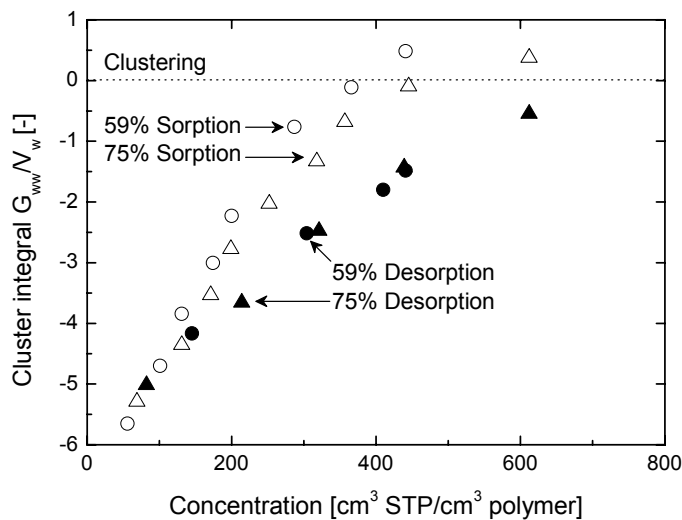 1
0
-1
-2
-3
-4
-5
-6
Cluster integral G_ww/V_w [-]
Clustering
59% Sorption
75% Sorption
59% Desorption
75% Desorption
0
200
400
600
800
Concentration [cm³ STP/cm³ polymer]